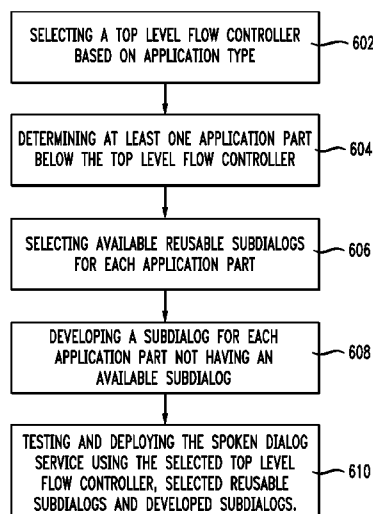 SELECTING A TOP LEVEL FLOW CONTROLLER
BASED ON APPLICATION TYPE
602
DETERMINING AT LEAST ONE APPLICATION PART
BELOW THE TOP LEVEL FLOW CONTROLLER
604
SELECTING AVAILABLE REUSABLE SUBDIALOGS
FOR EACH APPLICATION PART
606
DEVELOPING A SUBDIALOG FOR EACH
APPLICATION PART NOT HAVING AN
AVAILABLE SUBDIALOG
608
TESTING AND DEPLOYING THE SPOKEN DIALOG
SERVICE USING THE SELECTED TOP LEVEL
FLOW CONTROLLER, SELECTED REUSABLE
SUBDIALOGS AND DEVELOPED SUBDIALOGS.
610